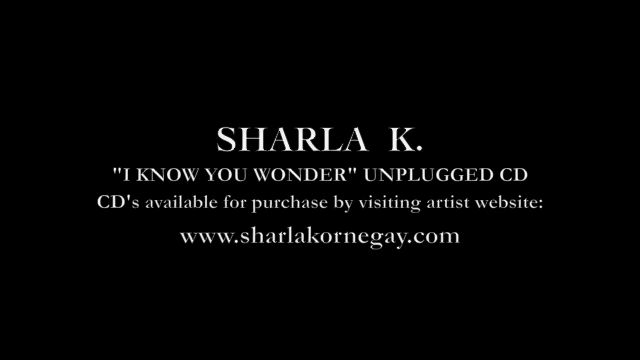 SHARLA K.
"I KNOW YOU WONDER" UNPLUGGED CD
CD's available for purchase by visiting artist website:
www.sharlakornegay.com